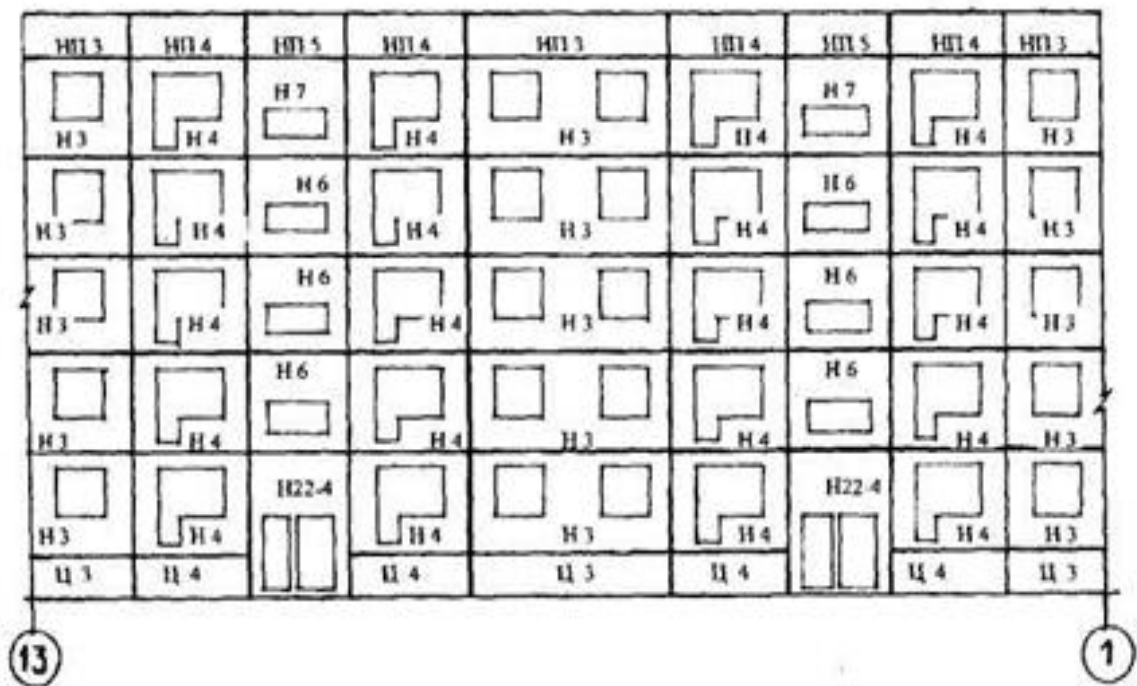 НП 3 НП 4 НП 5 НП 4 НП 3 НП 4 НП 5 НП 4 НП 3
Н 7 Н 7
Н 3 Н 4 Н 4 Н 3 Н 4 Н 4 Н 3
Н 6 Н 6
Н 3 Н 4 Н 4 Н 3 Н 4 Н 4 Н 3
Н 6 Н 6
Н 3 Н 4 Н 4 Н 3 Н 4 Н 4 Н 3
Н 6 Н 6
Н 3 Н 4 Н 4 Н 3 Н 4 Н 4 Н 3
Н22-4 Н22-4
Н 3 Н 4 Н 4 Н 3 Н 4 Н 4 Н 3
Ц 3 Ц 4 Ц 4 Ц 3 Ц 4 Ц 4 Ц 3
13 1